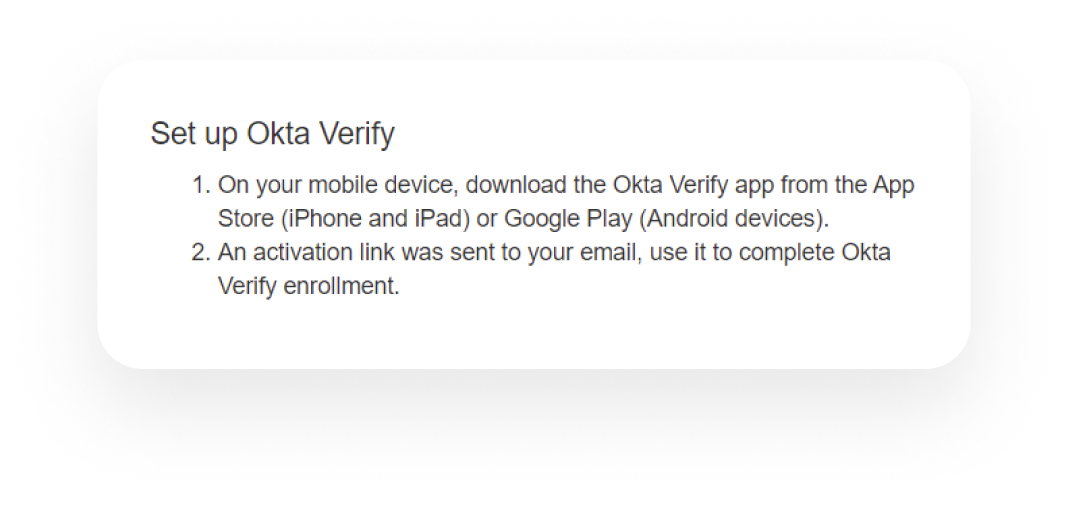 Set up Okta Verify
1. On your mobile device, download the Okta Verify app from the App
Store (iPhone and iPad) or Google Play (Android devices).
2. An activation link was sent to your email, use it to complete Okta
Verify enrollment.